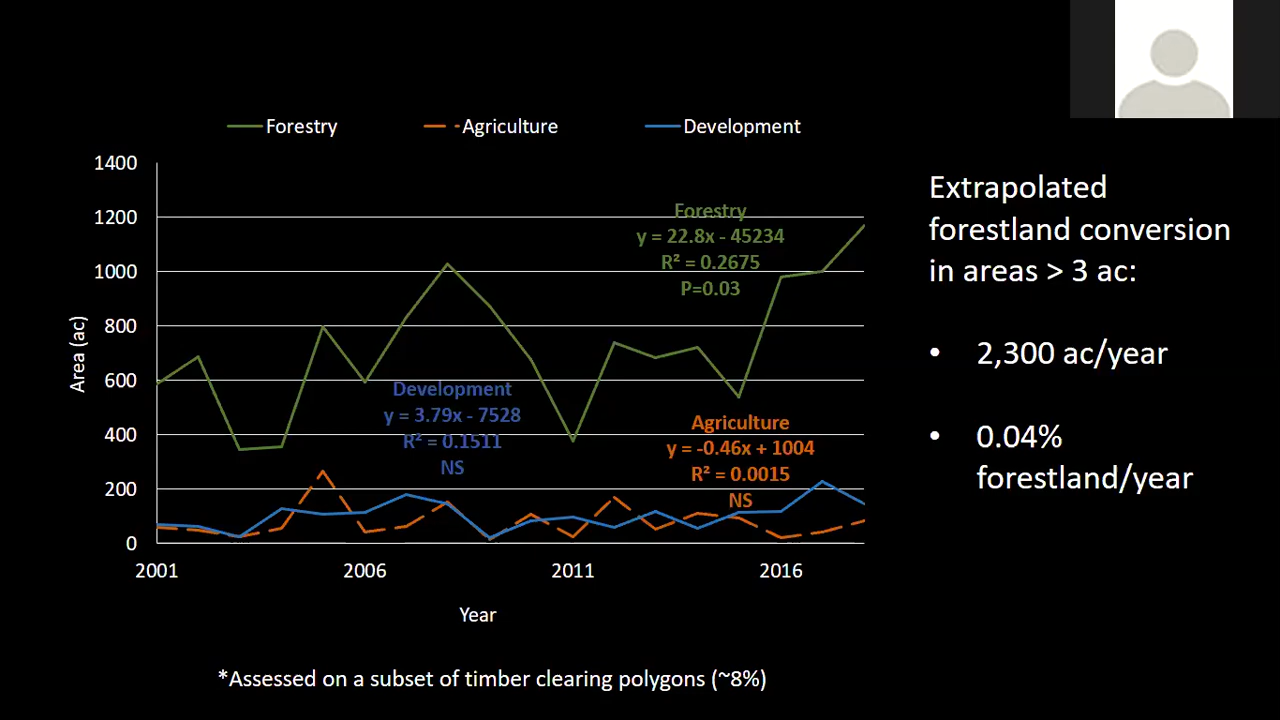 Forestry Agriculture Development
1400
1200
1000
800
600
400
200
0
Area (ac)
Forestry
y = 22.8x - 45234
R² = 0.2675
P=0.03
Development
y = 3.79x - 7528
R² = 0.1511
NS
Agriculture
y = -0.46x + 1004
R² = 0.0015
NS
2001 2006 2011 2016
Year
*Assessed on a subset of timber clearing polygons (~8%)
Extrapolated
forestland conversion
in areas > 3 ac:
• 2,300 ac/year
• 0.04%
forestland/year